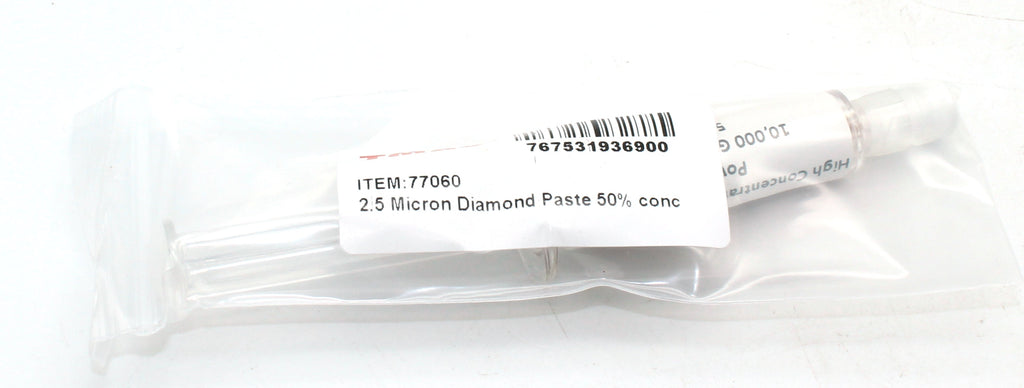 767531936900
ITEM:77060
2.5 Micron Diamond Paste 50% conc
High Concentra
10,000 G